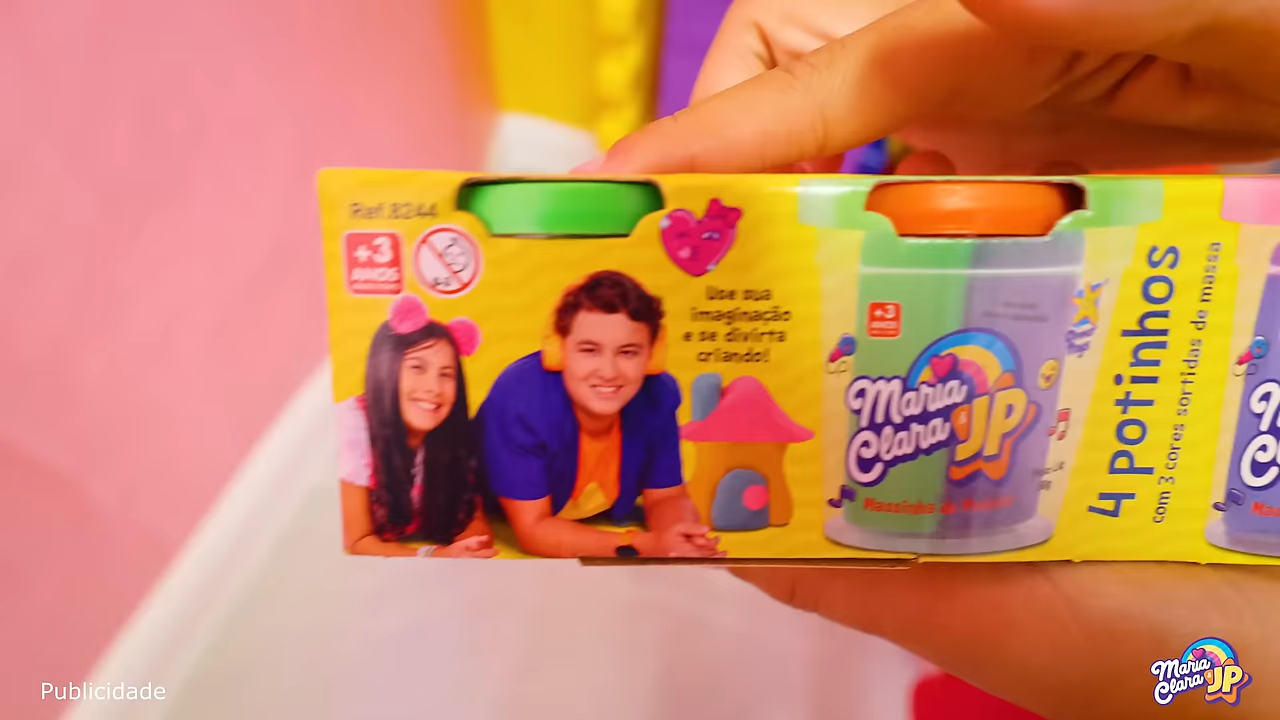 Ref.8244
+3
ANOS
Use sua
imaginação
e se divirta
criando!
+3
ANOS
Maria
Clara & JP
Massinha de
4 Potinhos
com 3 cores sortidas de massa
Publicidade
Maria
Clara & JP